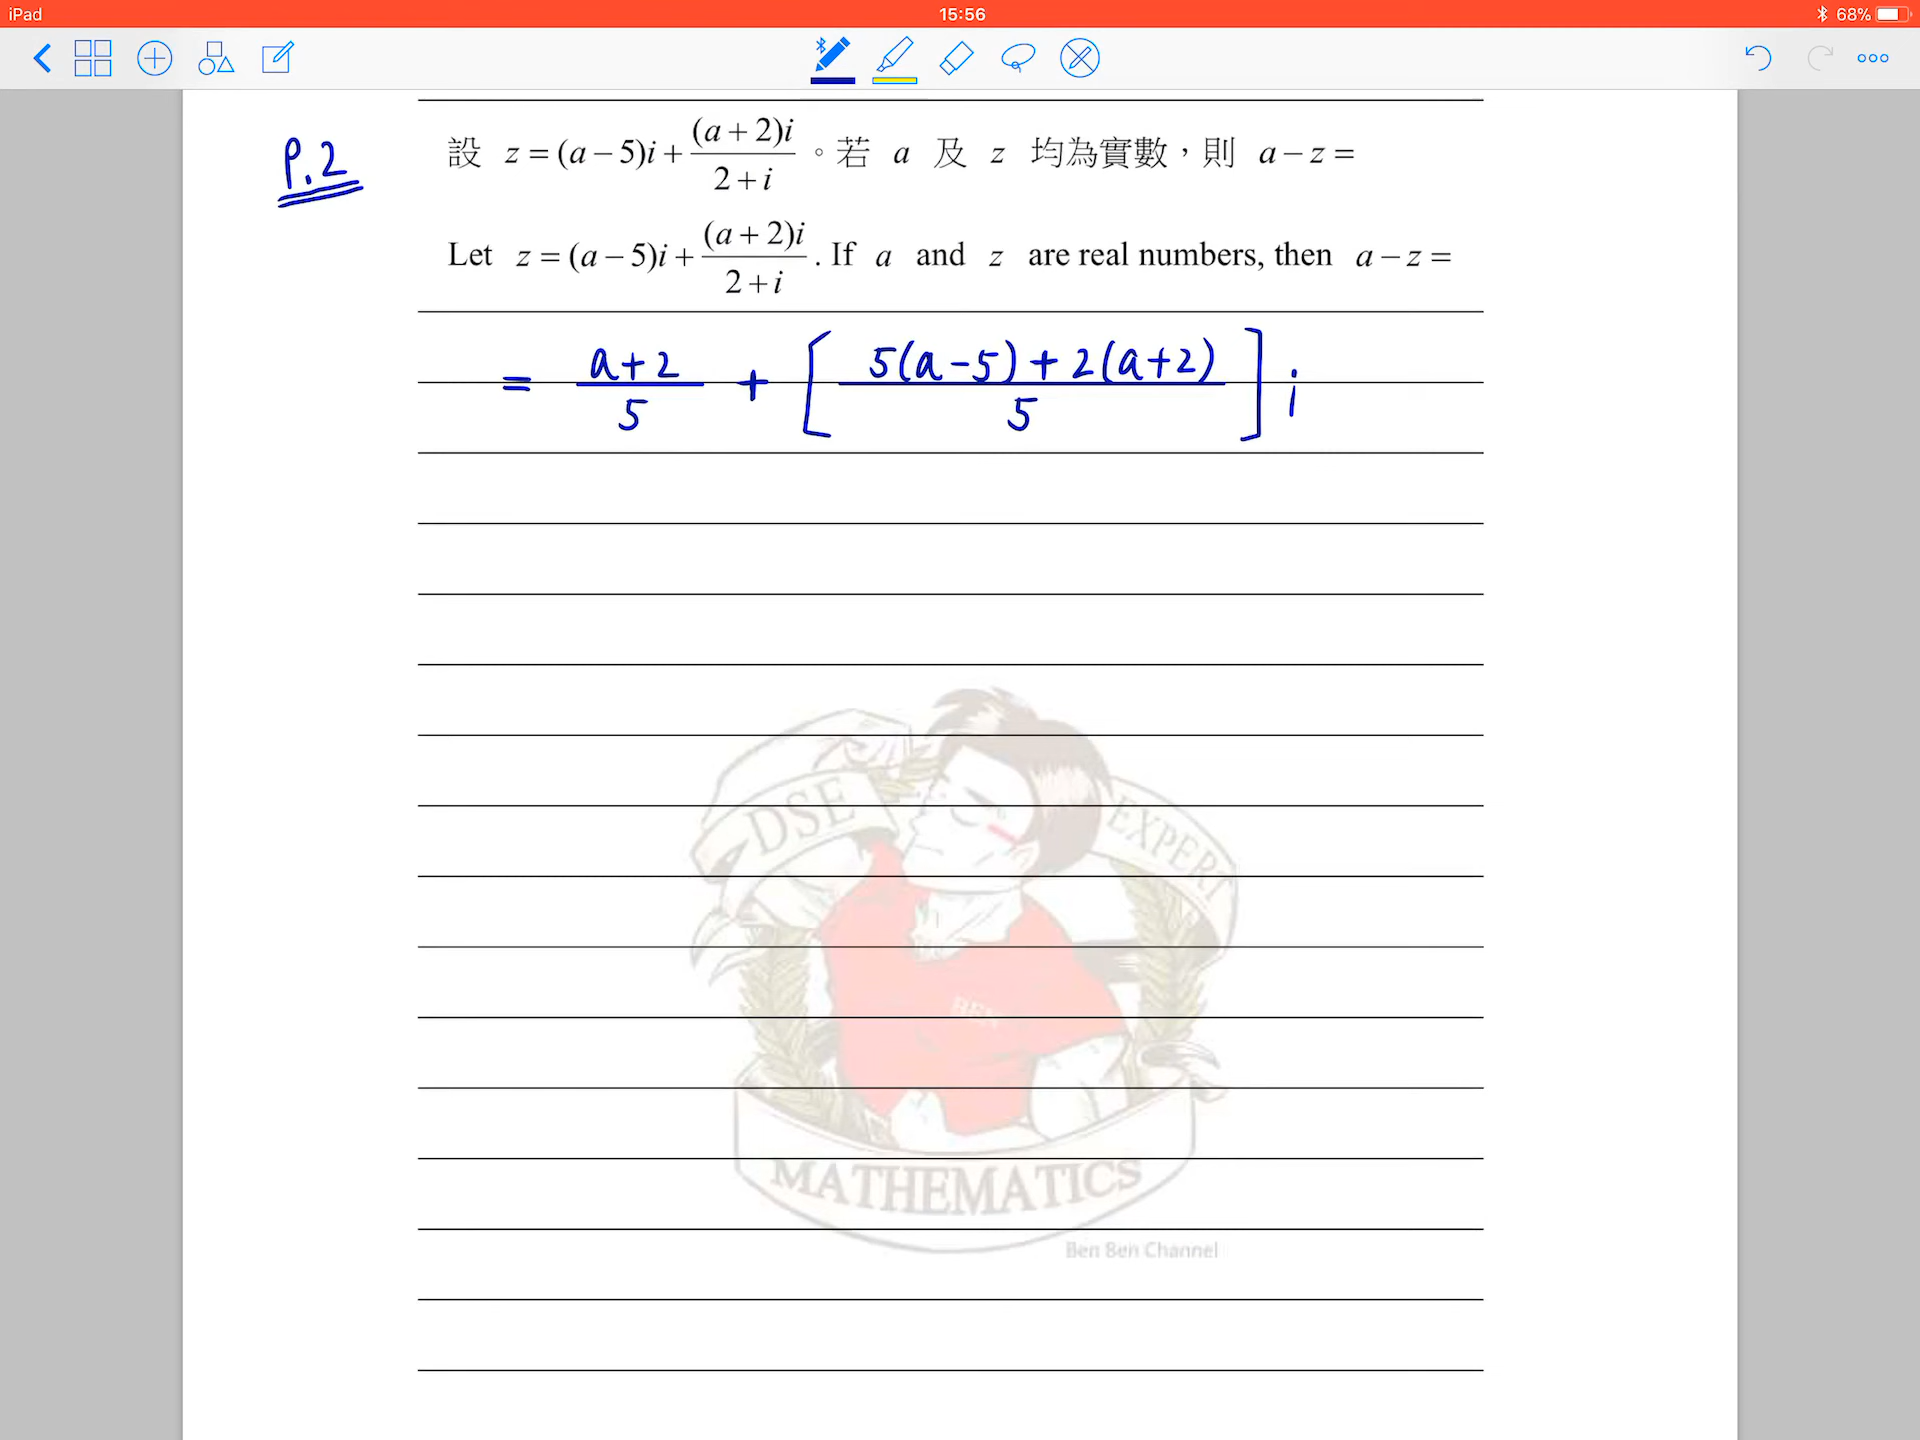 iPad 15:56 68%
P.2
設 z = (a − 5)i + (a + 2)i / (2 + i) 。若 a 及 z 均為實數，則 a − z =
Let z = (a − 5)i + (a + 2)i / (2 + i) . If a and z are real numbers, then a − z =
= (a+2)/5 + [ (5(a−5)+2(a+2))/5 ] i
DSE EXPERT
BEN
MATHEMATICS
Ben Ben Channel